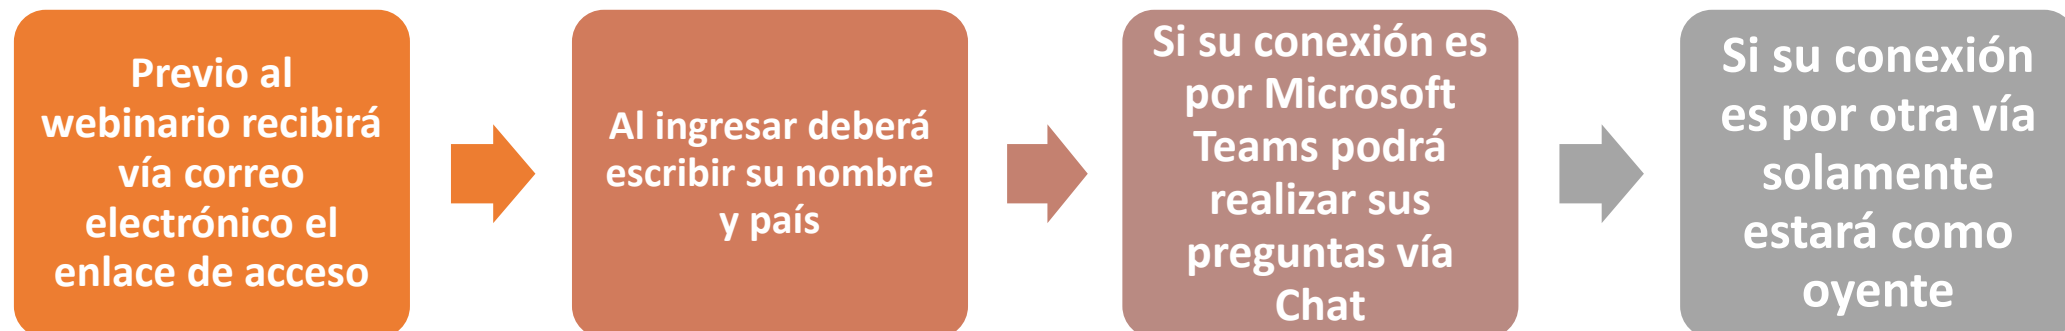 Previo al
webinario recibirá
vía correo
electrónico el
enlace de acceso
Al ingresar deberá
escribir su nombre
y país
Si su conexión es
por Microsoft
Teams podrá
realizar sus
preguntas vía
Chat
Si su conexión
es por otra vía
solamente
estará como
oyente